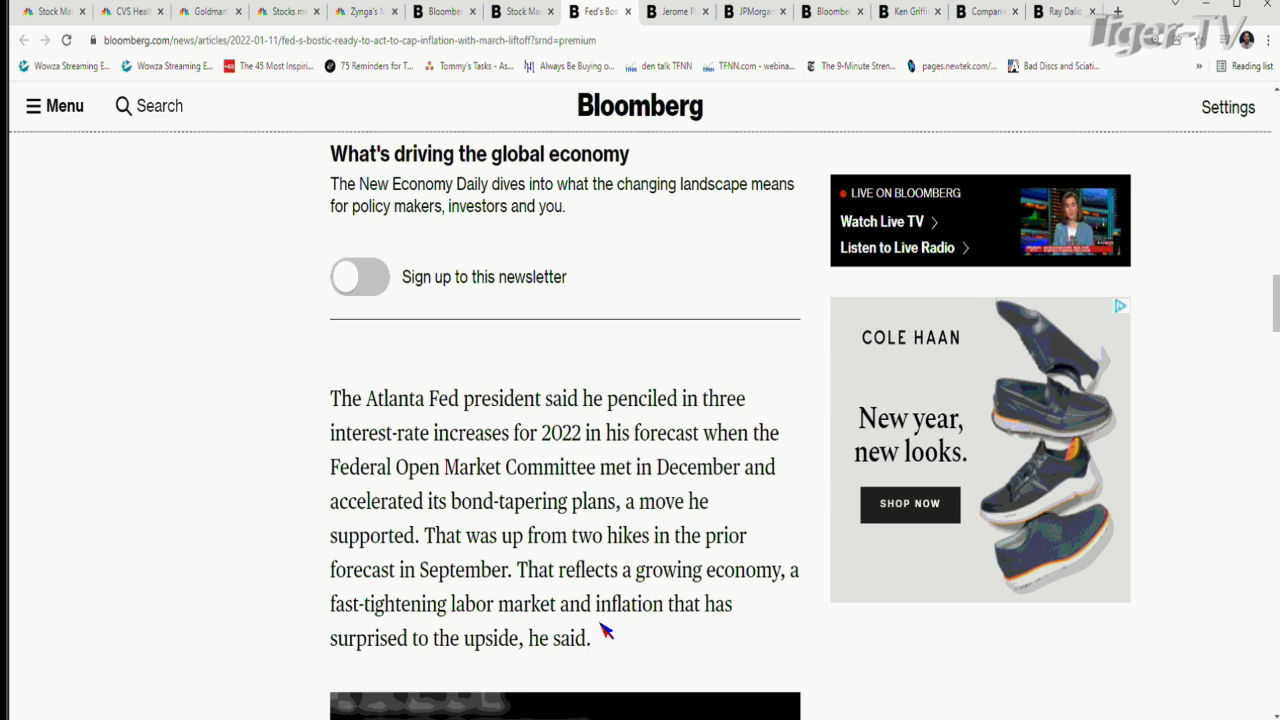 Stock Ma
CVS Heal
Goldmar
Stocks m
Zynga's M
Bloomber
Stock Ma
Fed's Bos
Jerome P
JPMorga
Bloomber
Ken Griffi
Compani
Ray Dalio
Tiger-TV
bloomberg.com/news/articles/2022-01-11/fed-s-bostic-ready-to-act-to-cap-inflation-with-march-liftoff?srnd=premium
Wowza Streaming E...
Wowza Streaming E...
The 45 Most Inspiri...
75 Reminders for T...
Tommy's Tasks - As...
Always Be Buying o...
den talk TFNN
TFNN.com - webina...
The 9-Minute Stren...
pages.newtek.com/...
Bad Discs and Sciati...
»
Reading list
Menu
Search
Bloomberg
Settings
What's driving the global economy
The New Economy Daily dives into what the changing landscape means
for policy makers, investors and you.
Sign up to this newsletter
LIVE ON BLOOMBERG
Watch Live TV
Listen to Live Radio
COLE HAAN
New year,
new looks.
SHOP NOW
The Atlanta Fed president said he penciled in three
interest-rate increases for 2022 in his forecast when the
Federal Open Market Committee met in December and
accelerated its bond-tapering plans, a move he
supported. That was up from two hikes in the prior
forecast in September. That reflects a growing economy, a
fast-tightening labor market and inflation that has
surprised to the upside, he said.